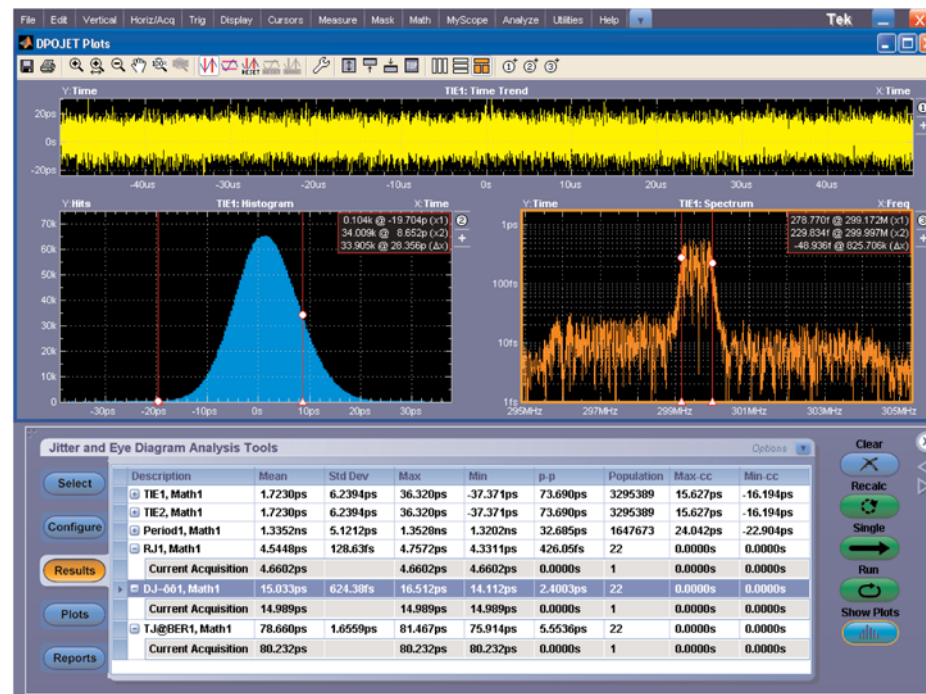 File Edit Vertical Horiz/Acq Trig Display Cursors Measure Mask Math MyScope Analyze Utilities Help Tek
DPOJET Plots
Y:Time TIE1: Time Trend X:Time
20ps
0s
-20ps
-40us -30us -20us -10us 0s 10us 20us 30us 40us
Y:Hits TIE1: Histogram X:Time
0.104k @ -19.704p (x1)
34.009k @ 8.652p (x2)
33.905k @ 28.356p (Δx)
70k
60k
50k
40k
30k
20k
10k
0
-30ps -20ps -10ps 0s 10ps 20ps 30ps
Y:Time TIE1: Spectrum X:Freq
278.770f @ 299.172M (x1)
229.834f @ 299.997M (x2)
-48.936f @ 825.706k (Δx)
1ps
100fs
10fs
1fs
295MHz 297MHz 299MHz 301MHz 303MHz 305MHz
Jitter and Eye Diagram Analysis Tools Options
Select
Configure
Results
Plots
Reports
Description Mean Std Dev Max Min p-p Population Max-cc Min-cc
TIE1, Math1 1.7230ps 6.2394ps 36.320ps -37.371ps 73.690ps 3295389 15.627ps -16.194ps
TIE2, Math1 1.7230ps 6.2394ps 36.320ps -37.371ps 73.690ps 3295389 15.627ps -16.194ps
Period1, Math1 1.3352ns 5.1212ps 1.3528ns 1.3202ns 32.685ps 1647673 24.042ps -22.904ps
RJ1, Math1 4.5448ps 128.63fs 4.7572ps 4.3311ps 426.05fs 22 0.0000s 0.0000s
Current Acquisition 4.6602ps 4.6602ps 4.6602ps 0.0000s 1 0.0000s 0.0000s
DJ-δδ1, Math1 15.033ps 624.38fs 16.512ps 14.112ps 2.4003ps 22 0.0000s 0.0000s
Current Acquisition 14.989ps 14.989ps 14.989ps 0.0000s 1 0.0000s 0.0000s
TJ@BER1, Math1 78.660ps 1.6559ps 81.467ps 75.914ps 5.5536ps 22 0.0000s 0.0000s
Current Acquisition 80.232ps 80.232ps 80.232ps 0.0000s 1 0.0000s 0.0000s
Clear
Recalc
Single
Run
Show Plots